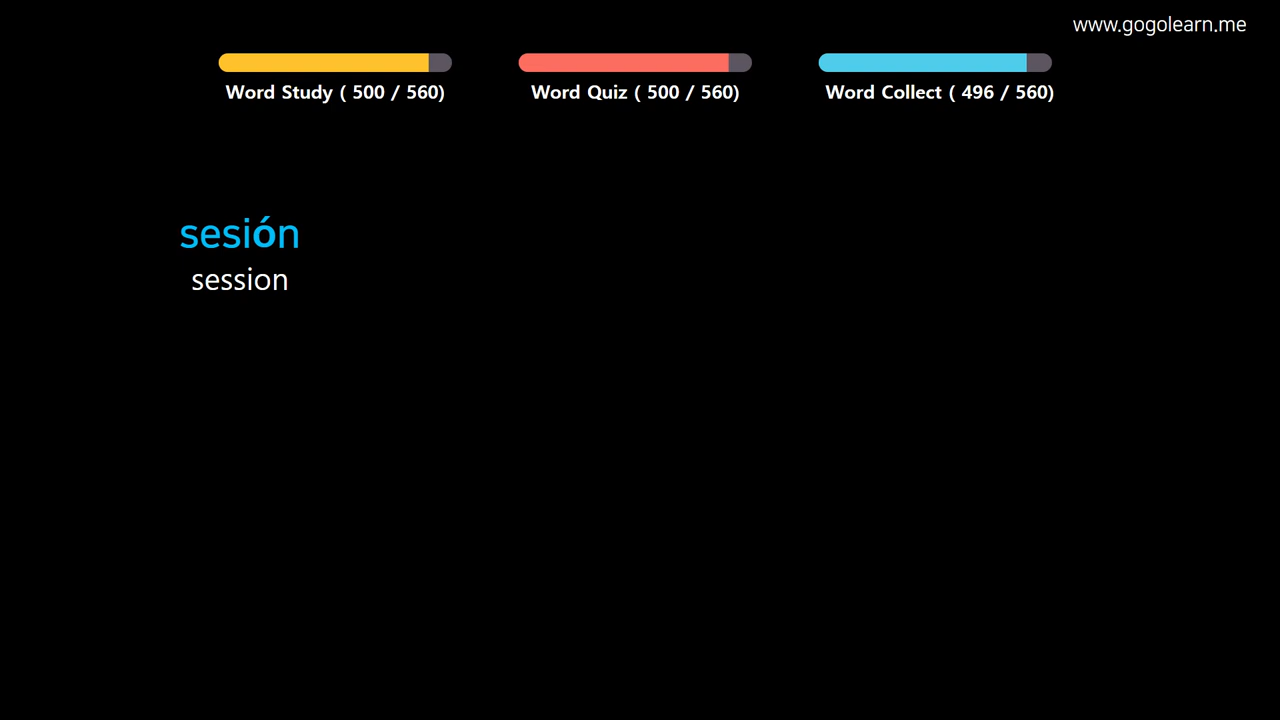 www.gogolearn.me
Word Study ( 500 / 560)
Word Quiz ( 500 / 560)
Word Collect ( 496 / 560)
sesión
session